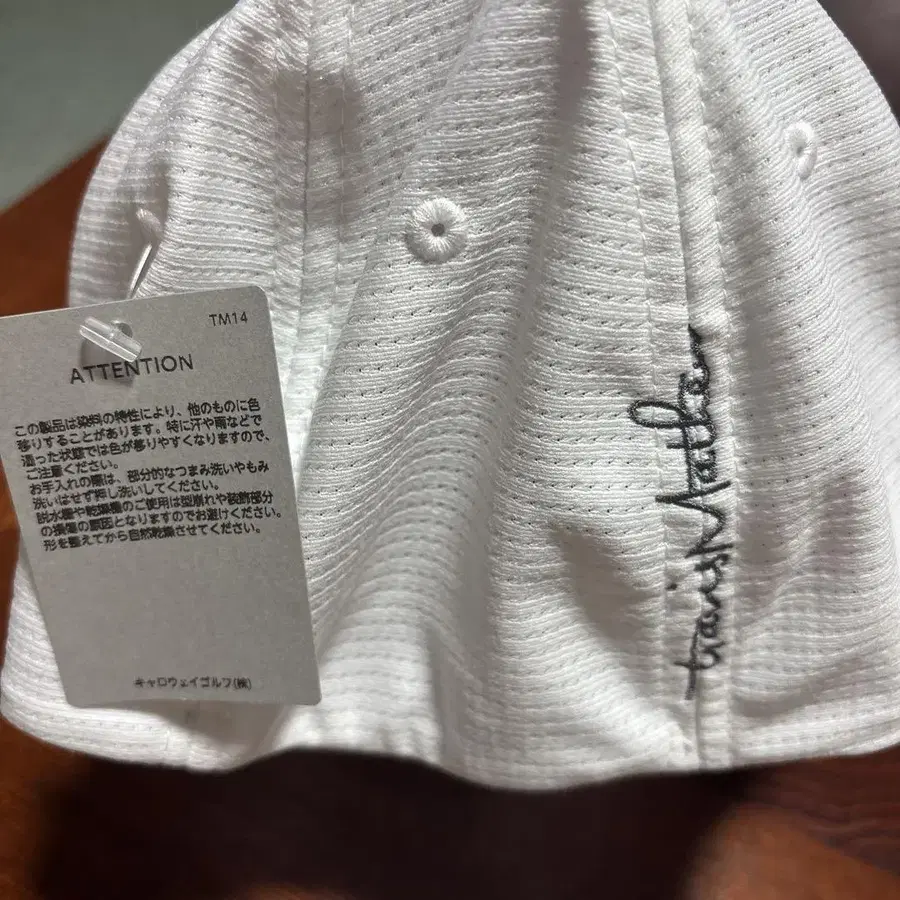 TM14
ATTENTION
この製品は染料の特性により、他のものに色
移りすることがあります。特に汗や雨などで
湿った状態では色が移りやすくなりますので、
ご注意ください。
お手入れの際は、部分的なつまみ洗いやもみ
洗いはせず押し洗いしてください。
脱水機や乾燥機のご使用は型崩れや装飾部分
の損傷の原因となりますのでお避けください。
形を整えてから自然乾燥させてください。
キャロウェイゴルフ(株)
travisMathew